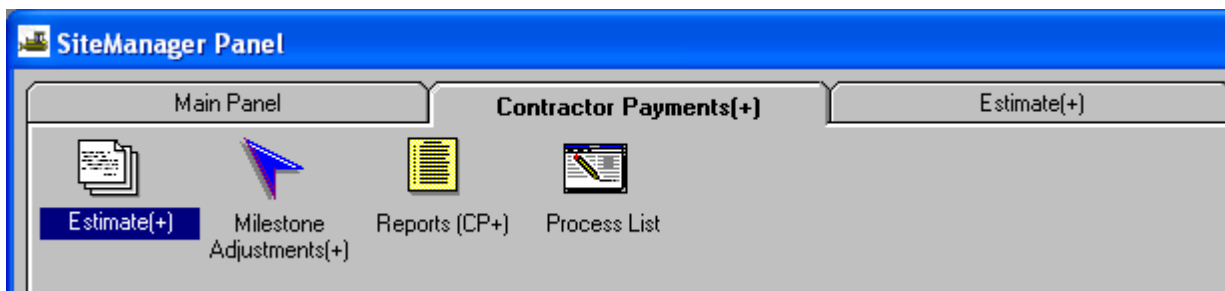 SiteManager Panel
Main Panel
Contractor Payments(+)
Estimate(+)
Estimate(+)
Milestone
Adjustments(+)
Reports (CP+)
Process List